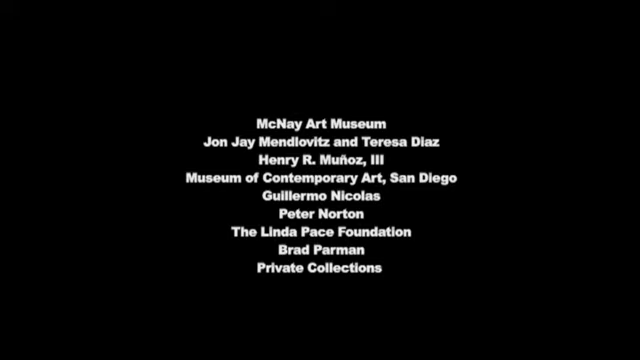 McNay Art Museum
Jon Jay Mendlovitz and Teresa Diaz
Henry R. Muñoz, III
Museum of Contemporary Art, San Diego
Guillermo Nicolas
Peter Norton
The Linda Pace Foundation
Brad Parman
Private Collections